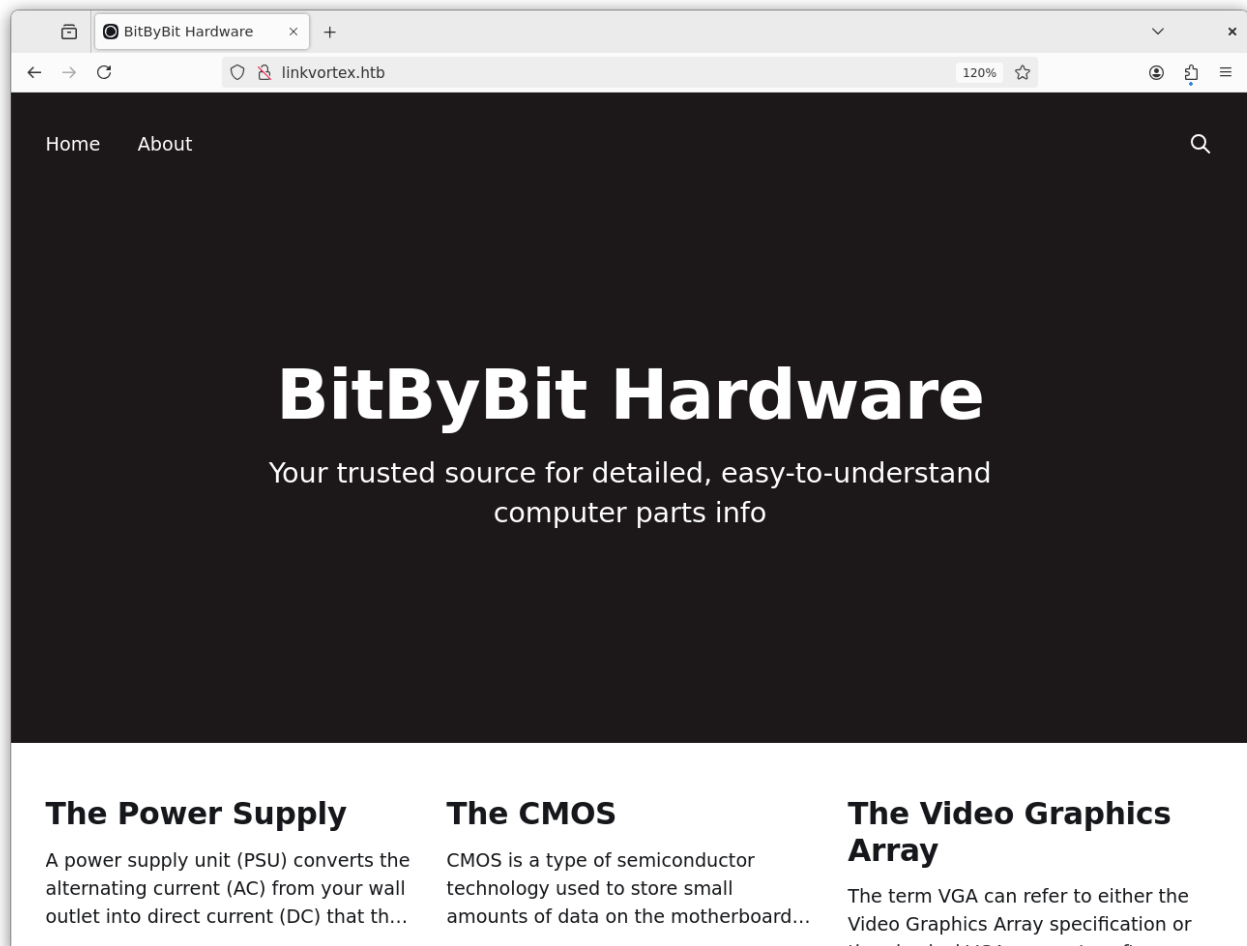 BitByBit Hardware
linkvortex.htb
120%
Home
About
BitByBit Hardware
Your trusted source for detailed, easy-to-understand
computer parts info
The Power Supply
A power supply unit (PSU) converts the
alternating current (AC) from your wall
outlet into direct current (DC) that th...
The CMOS
CMOS is a type of semiconductor
technology used to store small
amounts of data on the motherboard...
The Video Graphics
Array
The term VGA can refer to either the
Video Graphics Array specification or